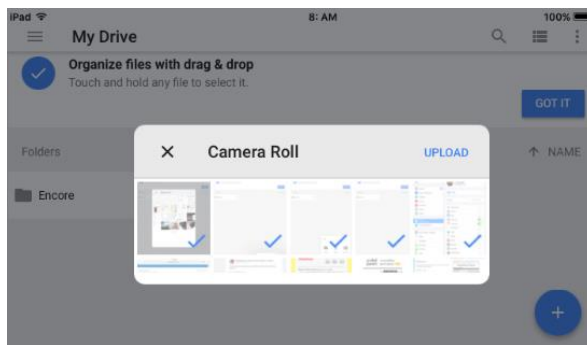 iPad 8: AM 100%
My Drive
Organize files with drag & drop
Touch and hold any file to select it.
GOT IT
Folders NAME
Camera Roll UPLOAD
Encore